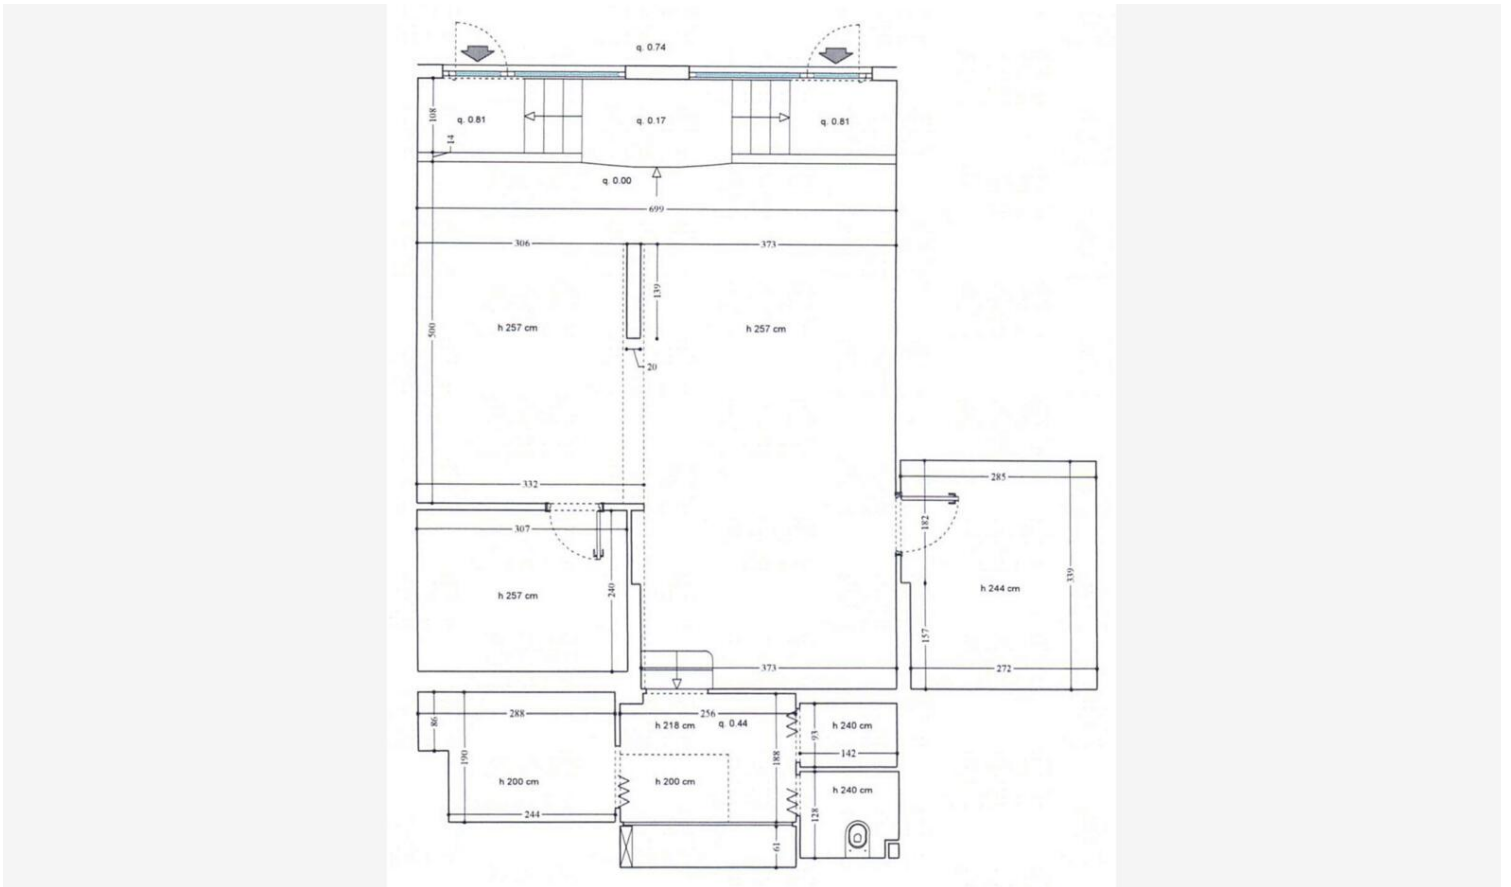 q. 0.74
108
q. 0.81
q. 0.17
q. 0.81
14
q. 0.00
699
306
373
139
500
h 257 cm
h 257 cm
20
332
285
182
307
339
240
h 257 cm
h 244 cm
157
373
272
86
288
256
h 218 cm
q. 0.44
93
h 240 cm
142
190
188
h 200 cm
h 200 cm
h 240 cm
244
128
61